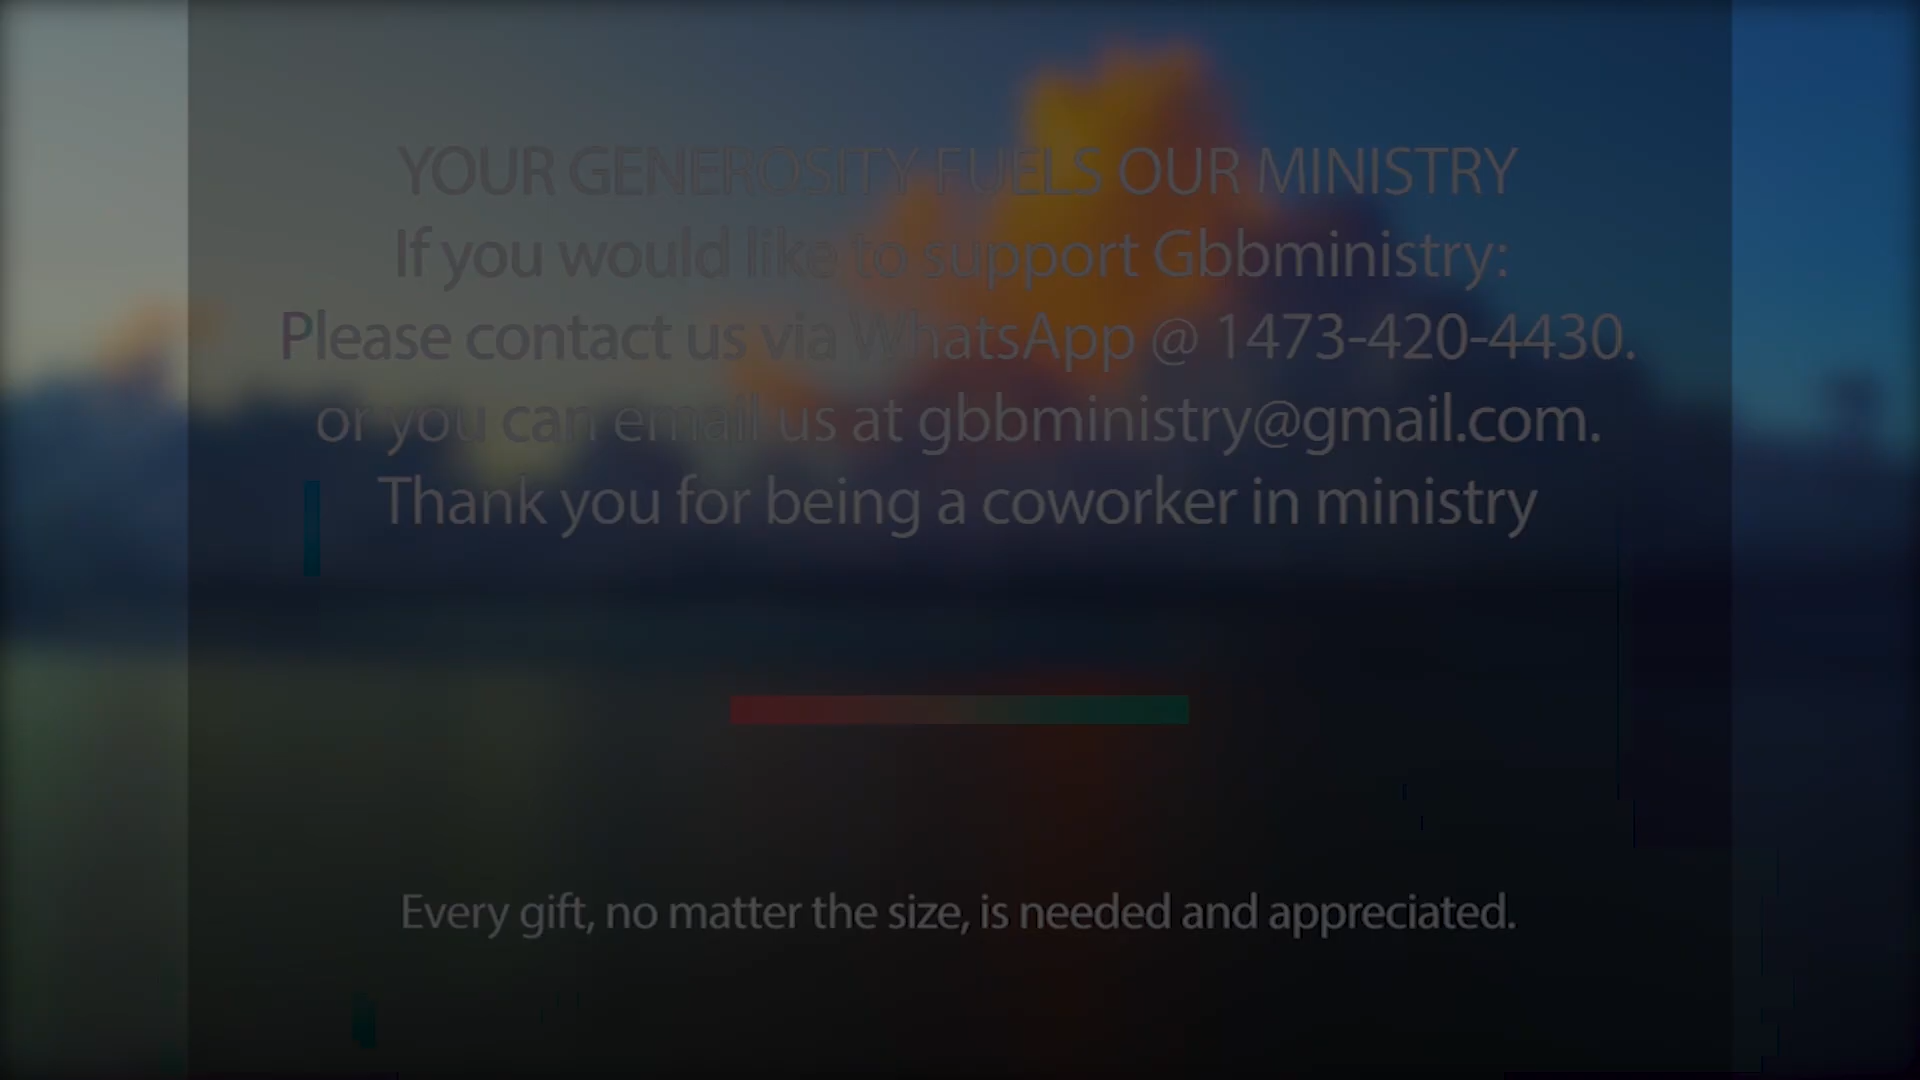 YOUR GENEROSITY FUELS OUR MINISTRY
If you would like to support Gbbministry:
Please contact us via WhatsApp @ 1473-420-4430.
or you can email us at gbbministry@gmail.com.
Thank you for being a coworker in ministry
Every gift, no matter the size, is needed and appreciated.